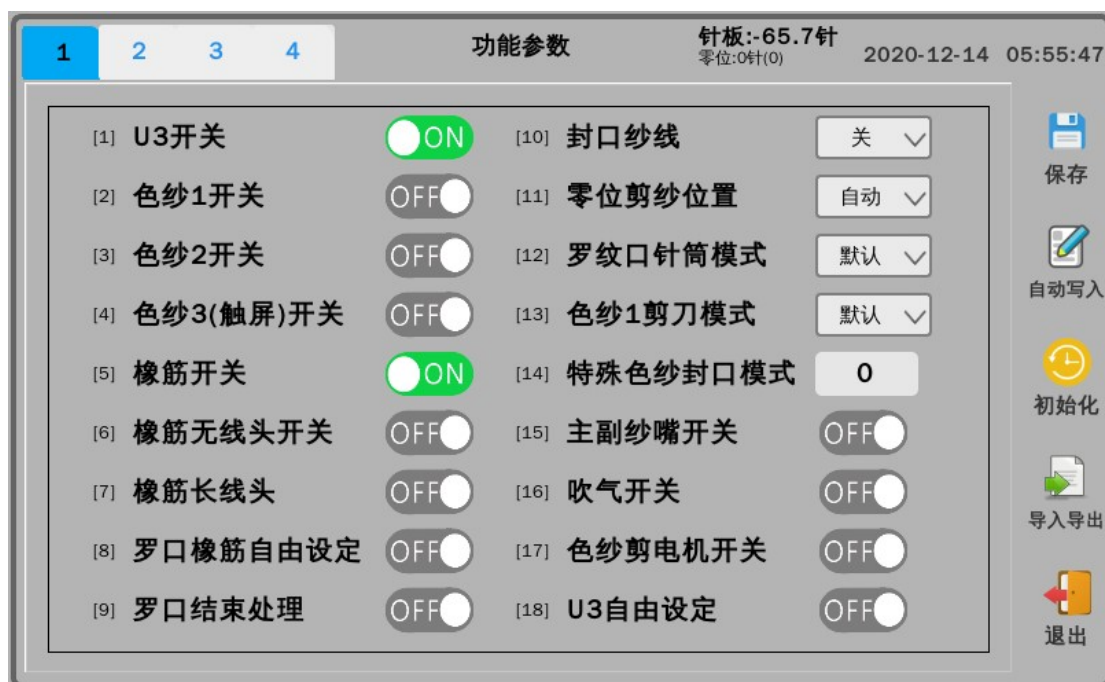 1 2 3 4 功能参数 针板:-65.7针 2020-12-14 05:55:47
零位:0针(0)
[1] U3开关 ON [10] 封口纱线 关
[2] 色纱1开关 OFF [11] 零位剪纱位置 自动
[3] 色纱2开关 OFF [12] 罗纹口针筒模式 默认
[4] 色纱3(触屏)开关 OFF [13] 色纱1剪刀模式 默认
[5] 橡筋开关 ON [14] 特殊色纱封口模式 0
[6] 橡筋无线头开关 OFF [15] 主副纱嘴开关 OFF
[7] 橡筋长线头 OFF [16] 吹气开关 OFF
[8] 罗口橡筋自由设定 OFF [17] 色纱剪电机开关 OFF
[9] 罗口结束处理 OFF [18] U3自由设定 OFF
保存
自动写入
初始化
导入导出
退出